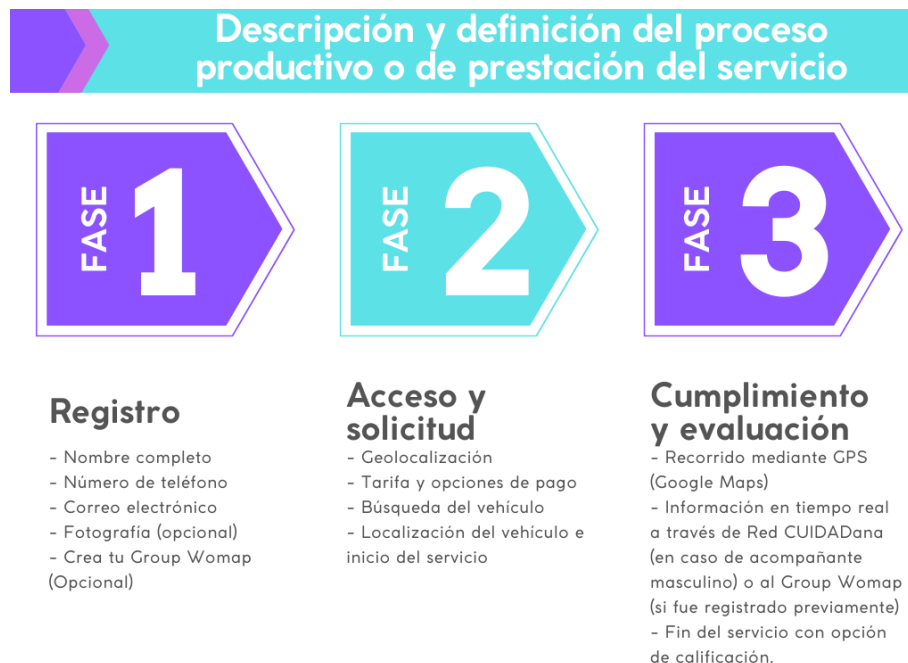 Descripción y definición del proceso
productivo o de prestación del servicio
FASE
1
Registro
- Nombre completo
- Número de teléfono
- Correo electrónico
- Fotografía (opcional)
- Crea tu Group Womap
(Opcional)
FASE
2
Acceso y
solicitud
- Geolocalización
- Tarifa y opciones de pago
- Búsqueda del vehículo
- Localización del vehículo e
inicio del servicio
FASE
3
Cumplimiento
y evaluación
- Recorrido mediante GPS
(Google Maps)
- Información en tiempo real
a través de Red CUIDADana
(en caso de acompañante
masculino) o al Group Womap
(si fue registrado previamente)
- Fin del servicio con opción
de calificación.